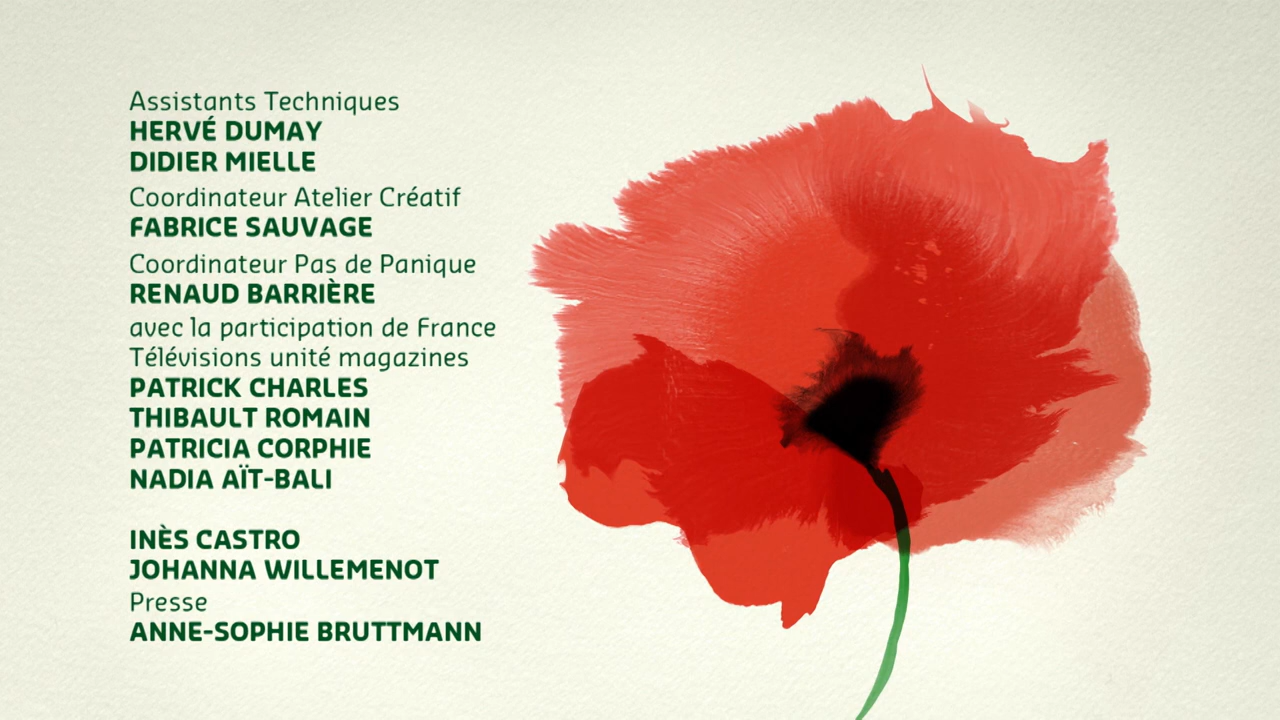 Assistants Techniques
HERVÉ DUMAY
DIDIER MIELLE
Coordinateur Atelier Créatif
FABRICE SAUVAGE
Coordinateur Pas de Panique
RENAUD BARRIÈRE
avec la participation de France
Télévisions unité magazines
PATRICK CHARLES
THIBAULT ROMAIN
PATRICIA CORPHIE
NADIA AÏT-BALI
INÈS CASTRO
JOHANNA WILLEMENOT
Presse
ANNE-SOPHIE BRUTTMANN